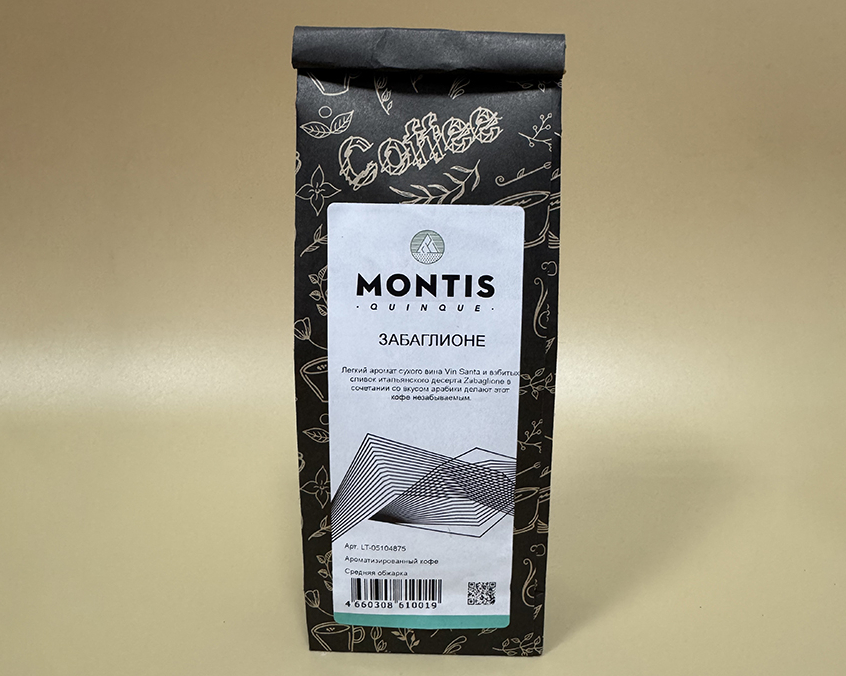 Coffee
MONTIS
· QUINQUE ·
ЗАБАГЛИОНЕ
Легкий аромат сухого вина Vin Santa и взбитых
сливок итальянского десерта Zabaglione в
сочетании со вкусом арабики делают этот
кофе незабываемым.
Арт. LT-05104875
Ароматизированный кофе
Средняя обжарка
4 660308 610019